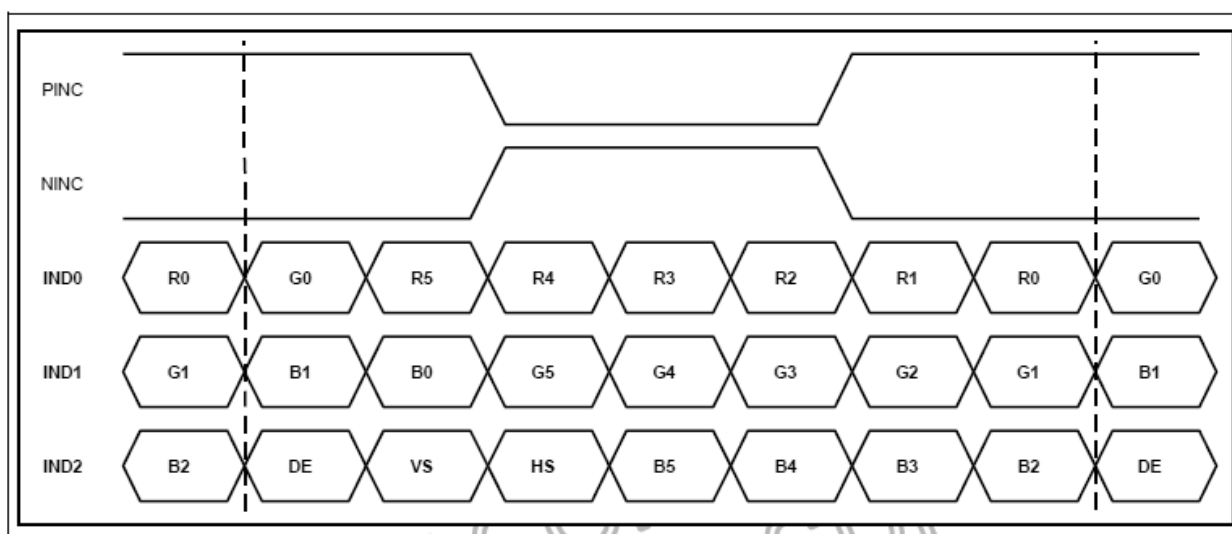 PINC
NINC
IND0 R0 G0 R5 R4 R3 R2 R1 R0 G0
IND1 G1 B1 B0 G5 G4 G3 G2 G1 B1
IND2 B2 DE VS HS B5 B4 B3 B2 DE